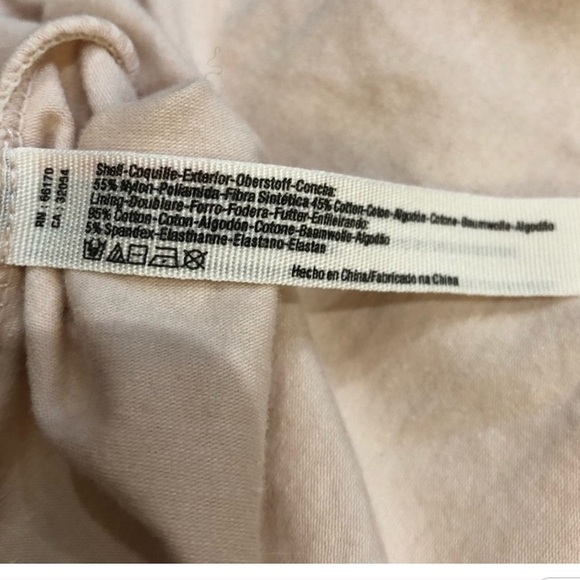 RN 66170
CA 32094
Shell-Coquille-Exterior-Oberstoff-Concha:
55% Nylon-Poliamida-Fibra Sintética 45% Cotton-Coton-Algodón-Cotone-Baumwolle-Algodão
Lining-Doublure-Forro-Fodera-Futter-Enfileirando:
95% Cotton-Coton-Algodón-Cotone-Baumwolle-Algodão
5% Spandex-Elasthanne-Elastano-Elastan
Hecho en China/Fabricado na China